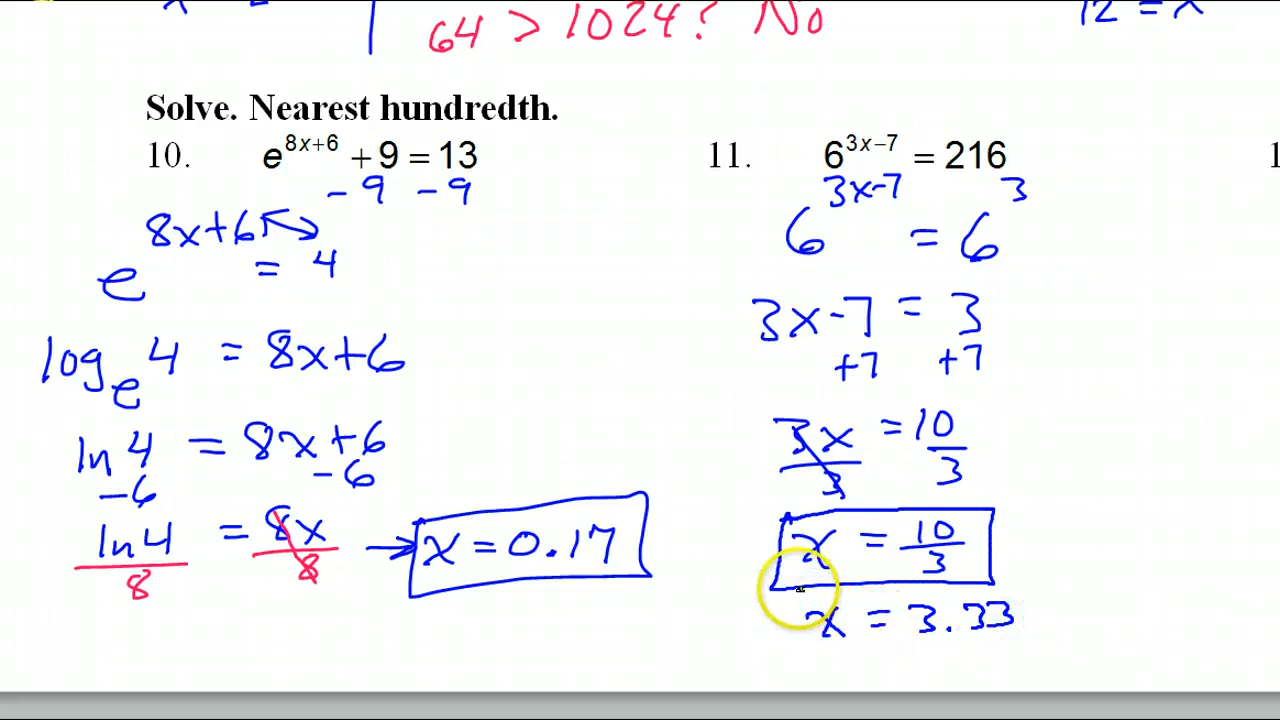 64 > 1024? No
12 = x
Solve. Nearest hundredth.
10. e^{8x+6} + 9 = 13
- 9 - 9
e^{8x+6} = 4
log_e 4 = 8x+6
ln 4 = 8x+6
-6 -6
ln 4 / 8 = 8x / 8 → x = 0.17
11. 6^{3x-7} = 216
6^{3x-7} = 6^3
3x-7 = 3
+7 +7
3x / 3 = 10 / 3
x = 10 / 3
x = 3.33